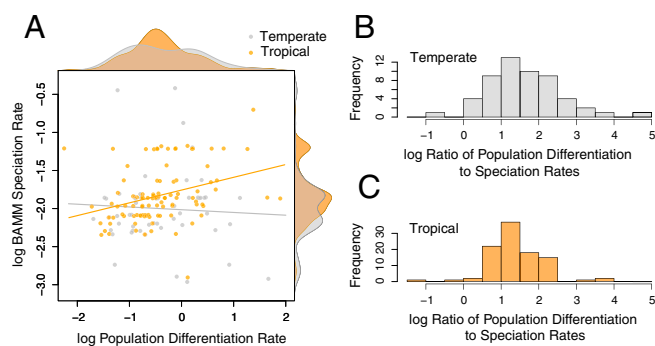 A
Temperate
Tropical
log BAMM Speciation Rate
-0.5
-1.0
-1.5
-2.0
-2.5
-3.0
-2 -1 0 1 2
log Population Differentiation Rate
B
Temperate
Frequency
0 4 8 12
-1 0 1 2 3 4 5
log Ratio of Population Differentiation
to Speciation Rates
C
Tropical
Frequency
0 10 20 30
-1 0 1 2 3 4 5
log Ratio of Population Differentiation
to Speciation Rates